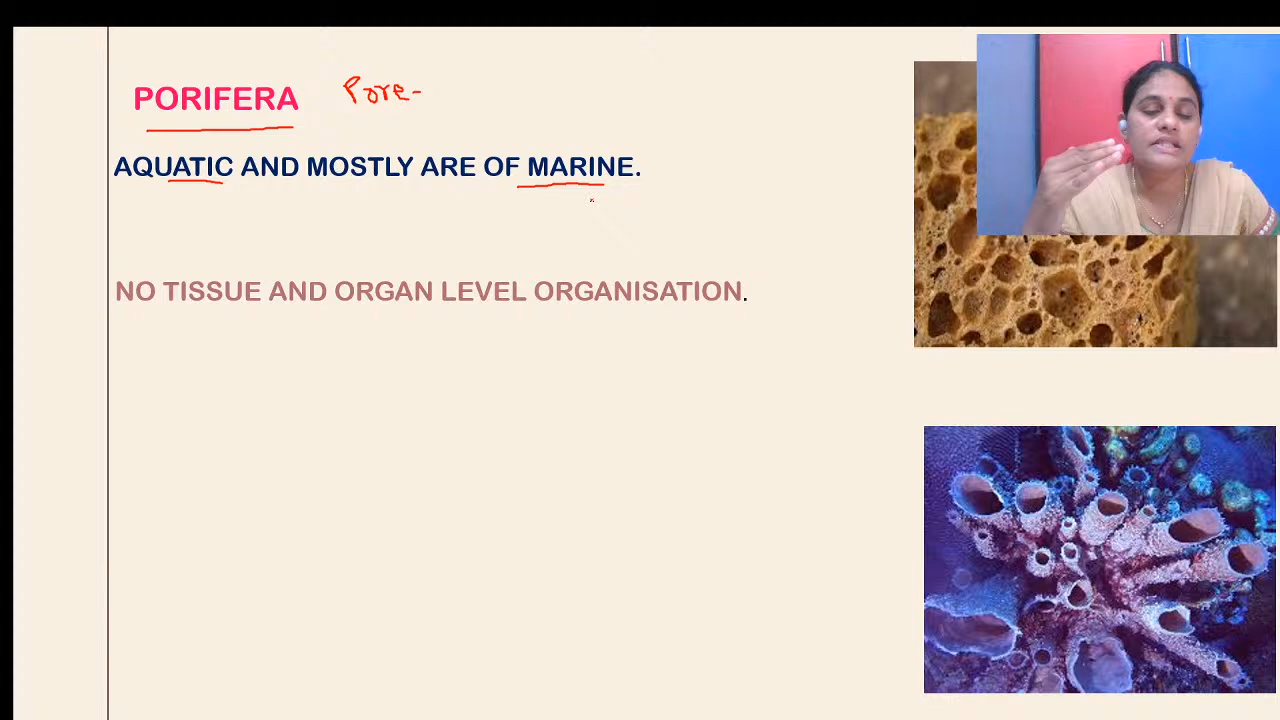 PORIFERA Pore-
AQUATIC AND MOSTLY ARE OF MARINE.
NO TISSUE AND ORGAN LEVEL ORGANISATION.